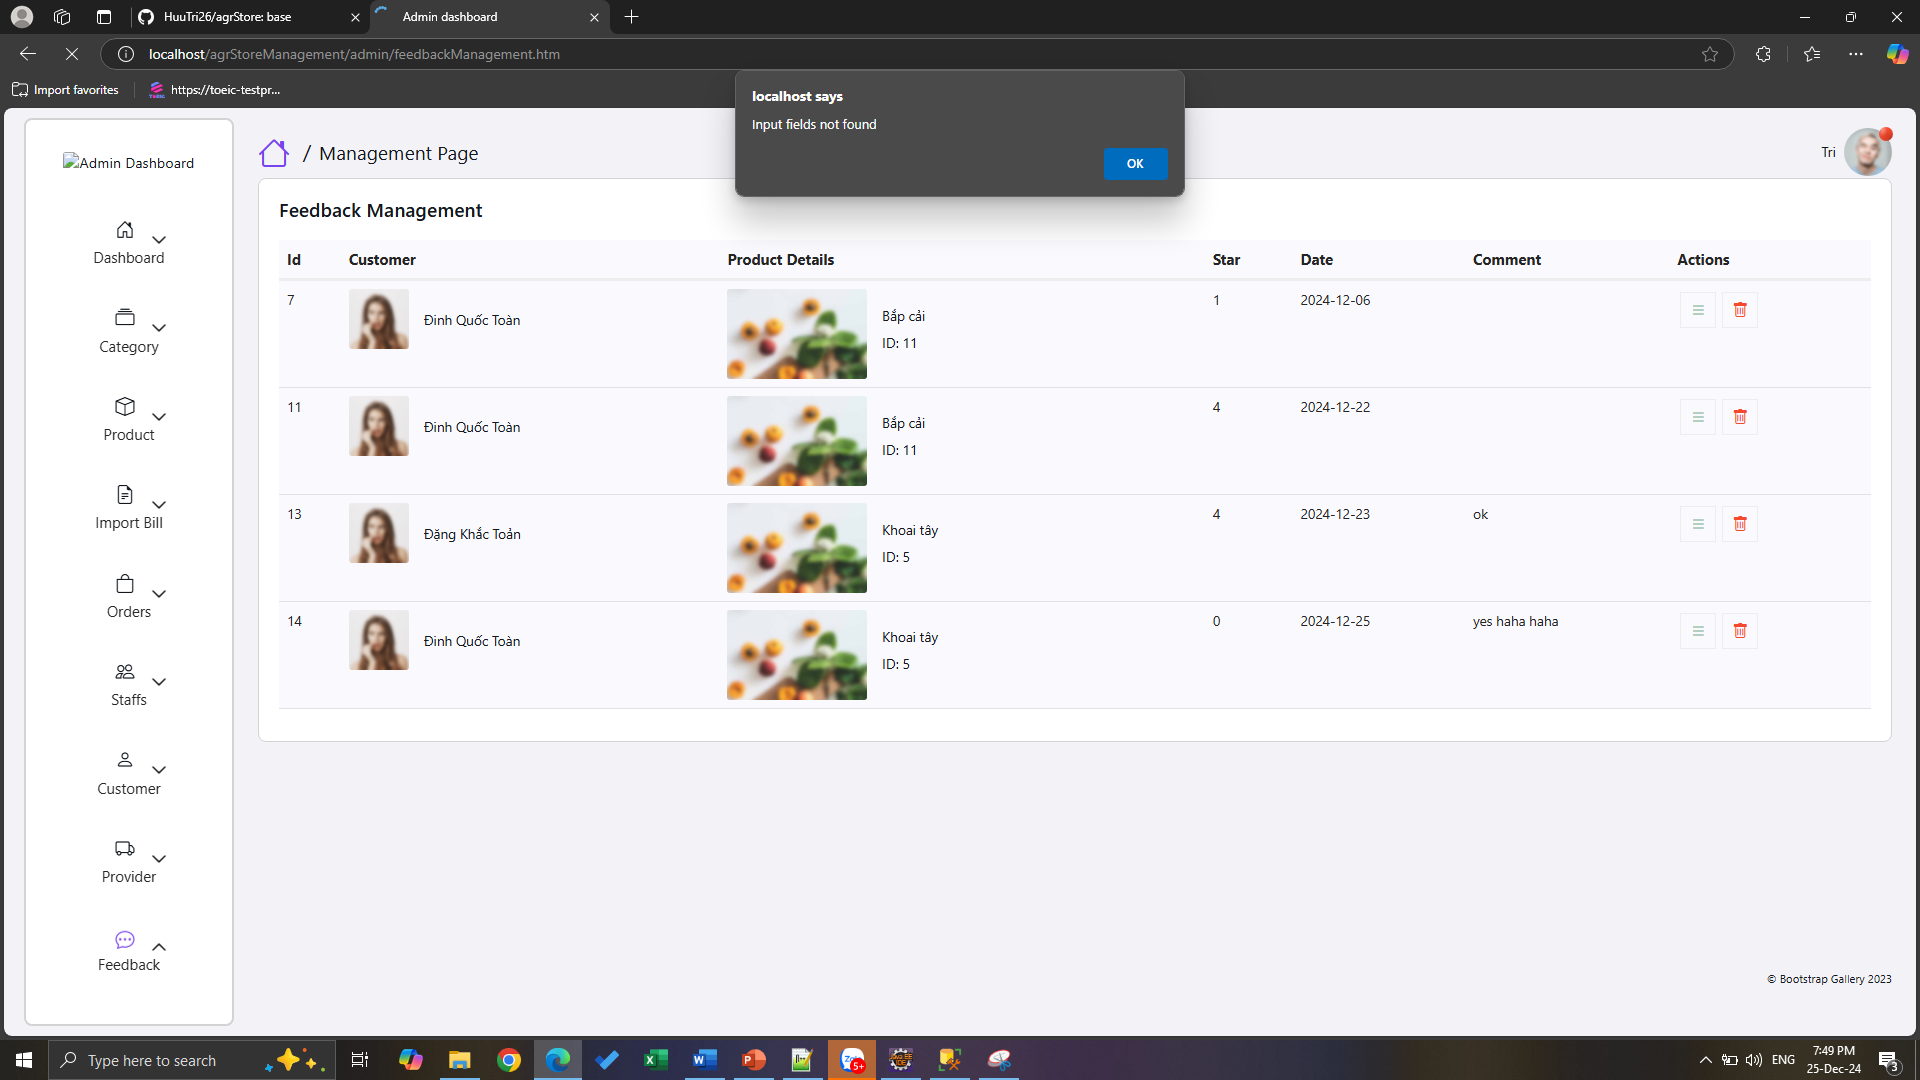 HuuTri26/agrStore: base
Admin dashboard
localhost/agrStoreManagement/admin/feedbackManagement.htm
Import favorites
https://toeic-testpr...
localhost says
Input fields not found
OK
Admin Dashboard
/ Management Page
Tri
Dashboard
Category
Product
Import Bill
Orders
Staffs
Customer
Provider
Feedback
Feedback Management
Id Customer Product Details Star Date Comment Actions
7 Đinh Quốc Toàn Bắp cải 1 2024-12-06
ID: 11
11 Đinh Quốc Toàn Bắp cải 4 2024-12-22
ID: 11
13 Đặng Khắc Toản Khoai tây 4 2024-12-23 ok
ID: 5
14 Đinh Quốc Toàn Khoai tây 0 2024-12-25 yes haha haha
ID: 5
© Bootstrap Gallery 2023
Type here to search
5+
ENG
7:49 PM
25-Dec-24
3